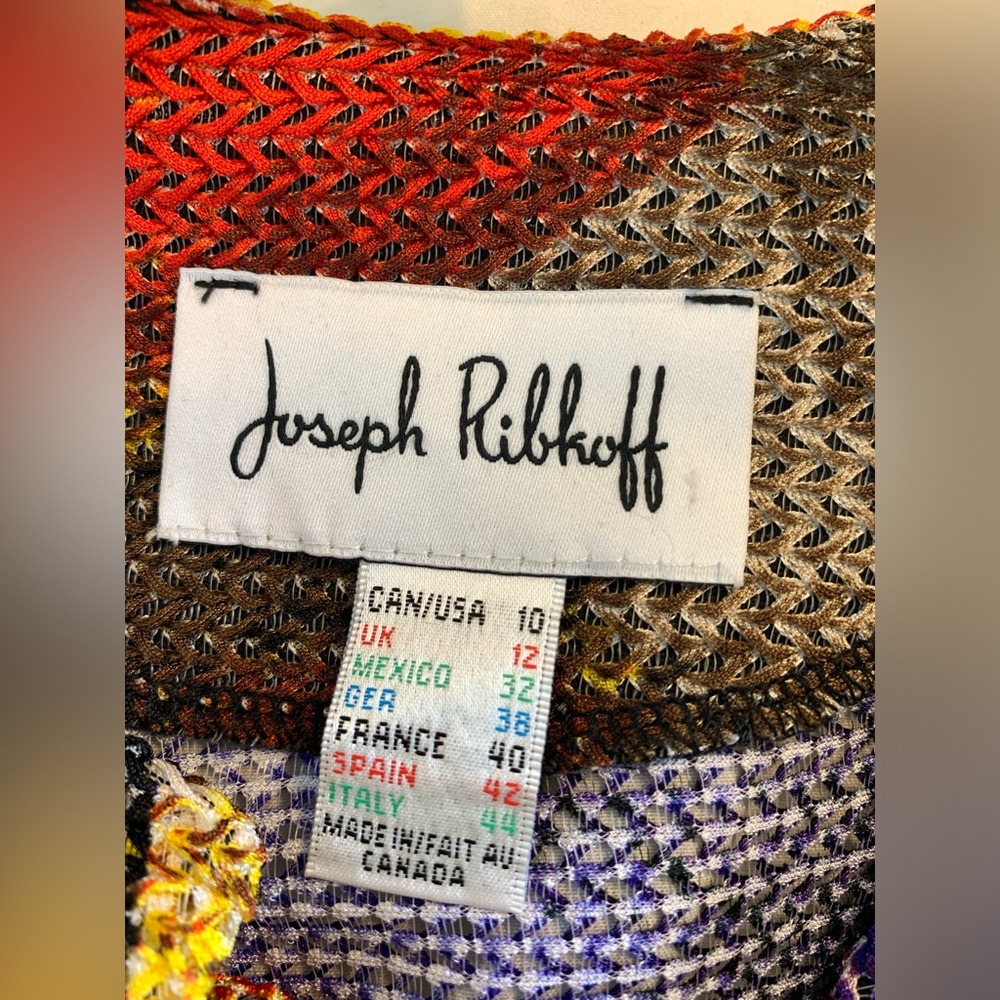 Joseph Ribkoff
CAN/USA 10
UK 12
MEXICO 32
GER 38
FRANCE 40
SPAIN 42
ITALY 44
MADE IN/FAIT AU
CANADA